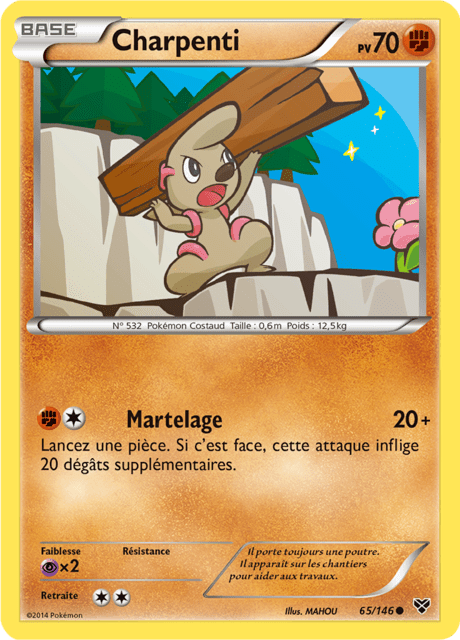 BASE
Charpenti
PV70
N° 532 Pokémon Costaud Taille : 0,6m Poids : 12,5kg
Martelage 20+
Lancez une pièce. Si c'est face, cette attaque inflige
20 dégâts supplémentaires.
Faiblesse Résistance
×2
Retraite
Il porte toujours une poutre.
Il apparaît sur les chantiers
pour aider aux travaux.
©2014 Pokémon
Illus. MAHOU 65/146
XY